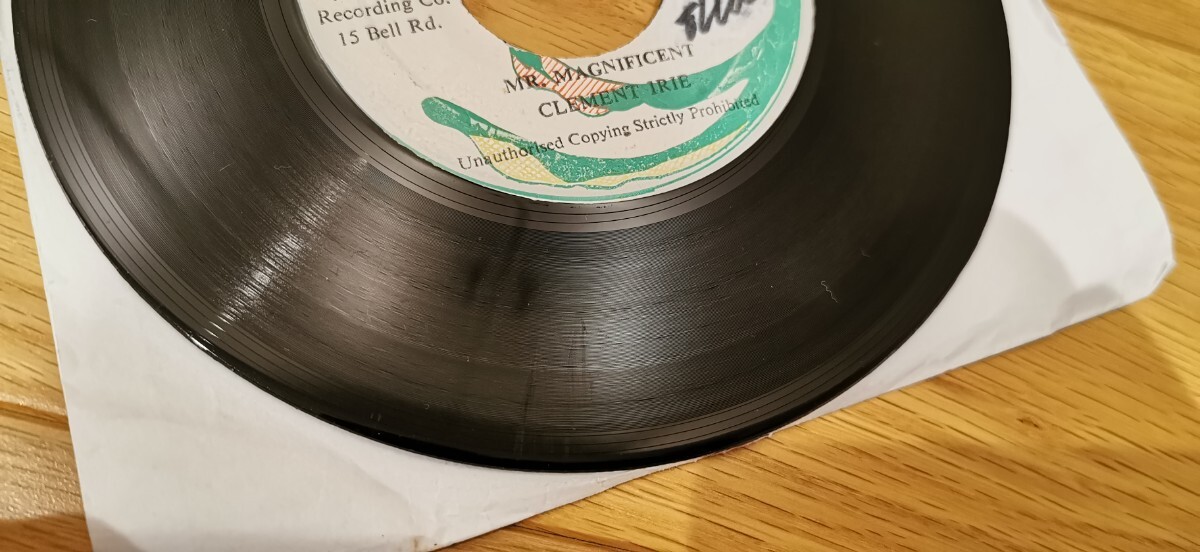 Recording Co.
15 Bell Rd.
MR. MAGNIFICENT
CLEMENT IRIE
Unauthorised Copying Strictly Prohibited